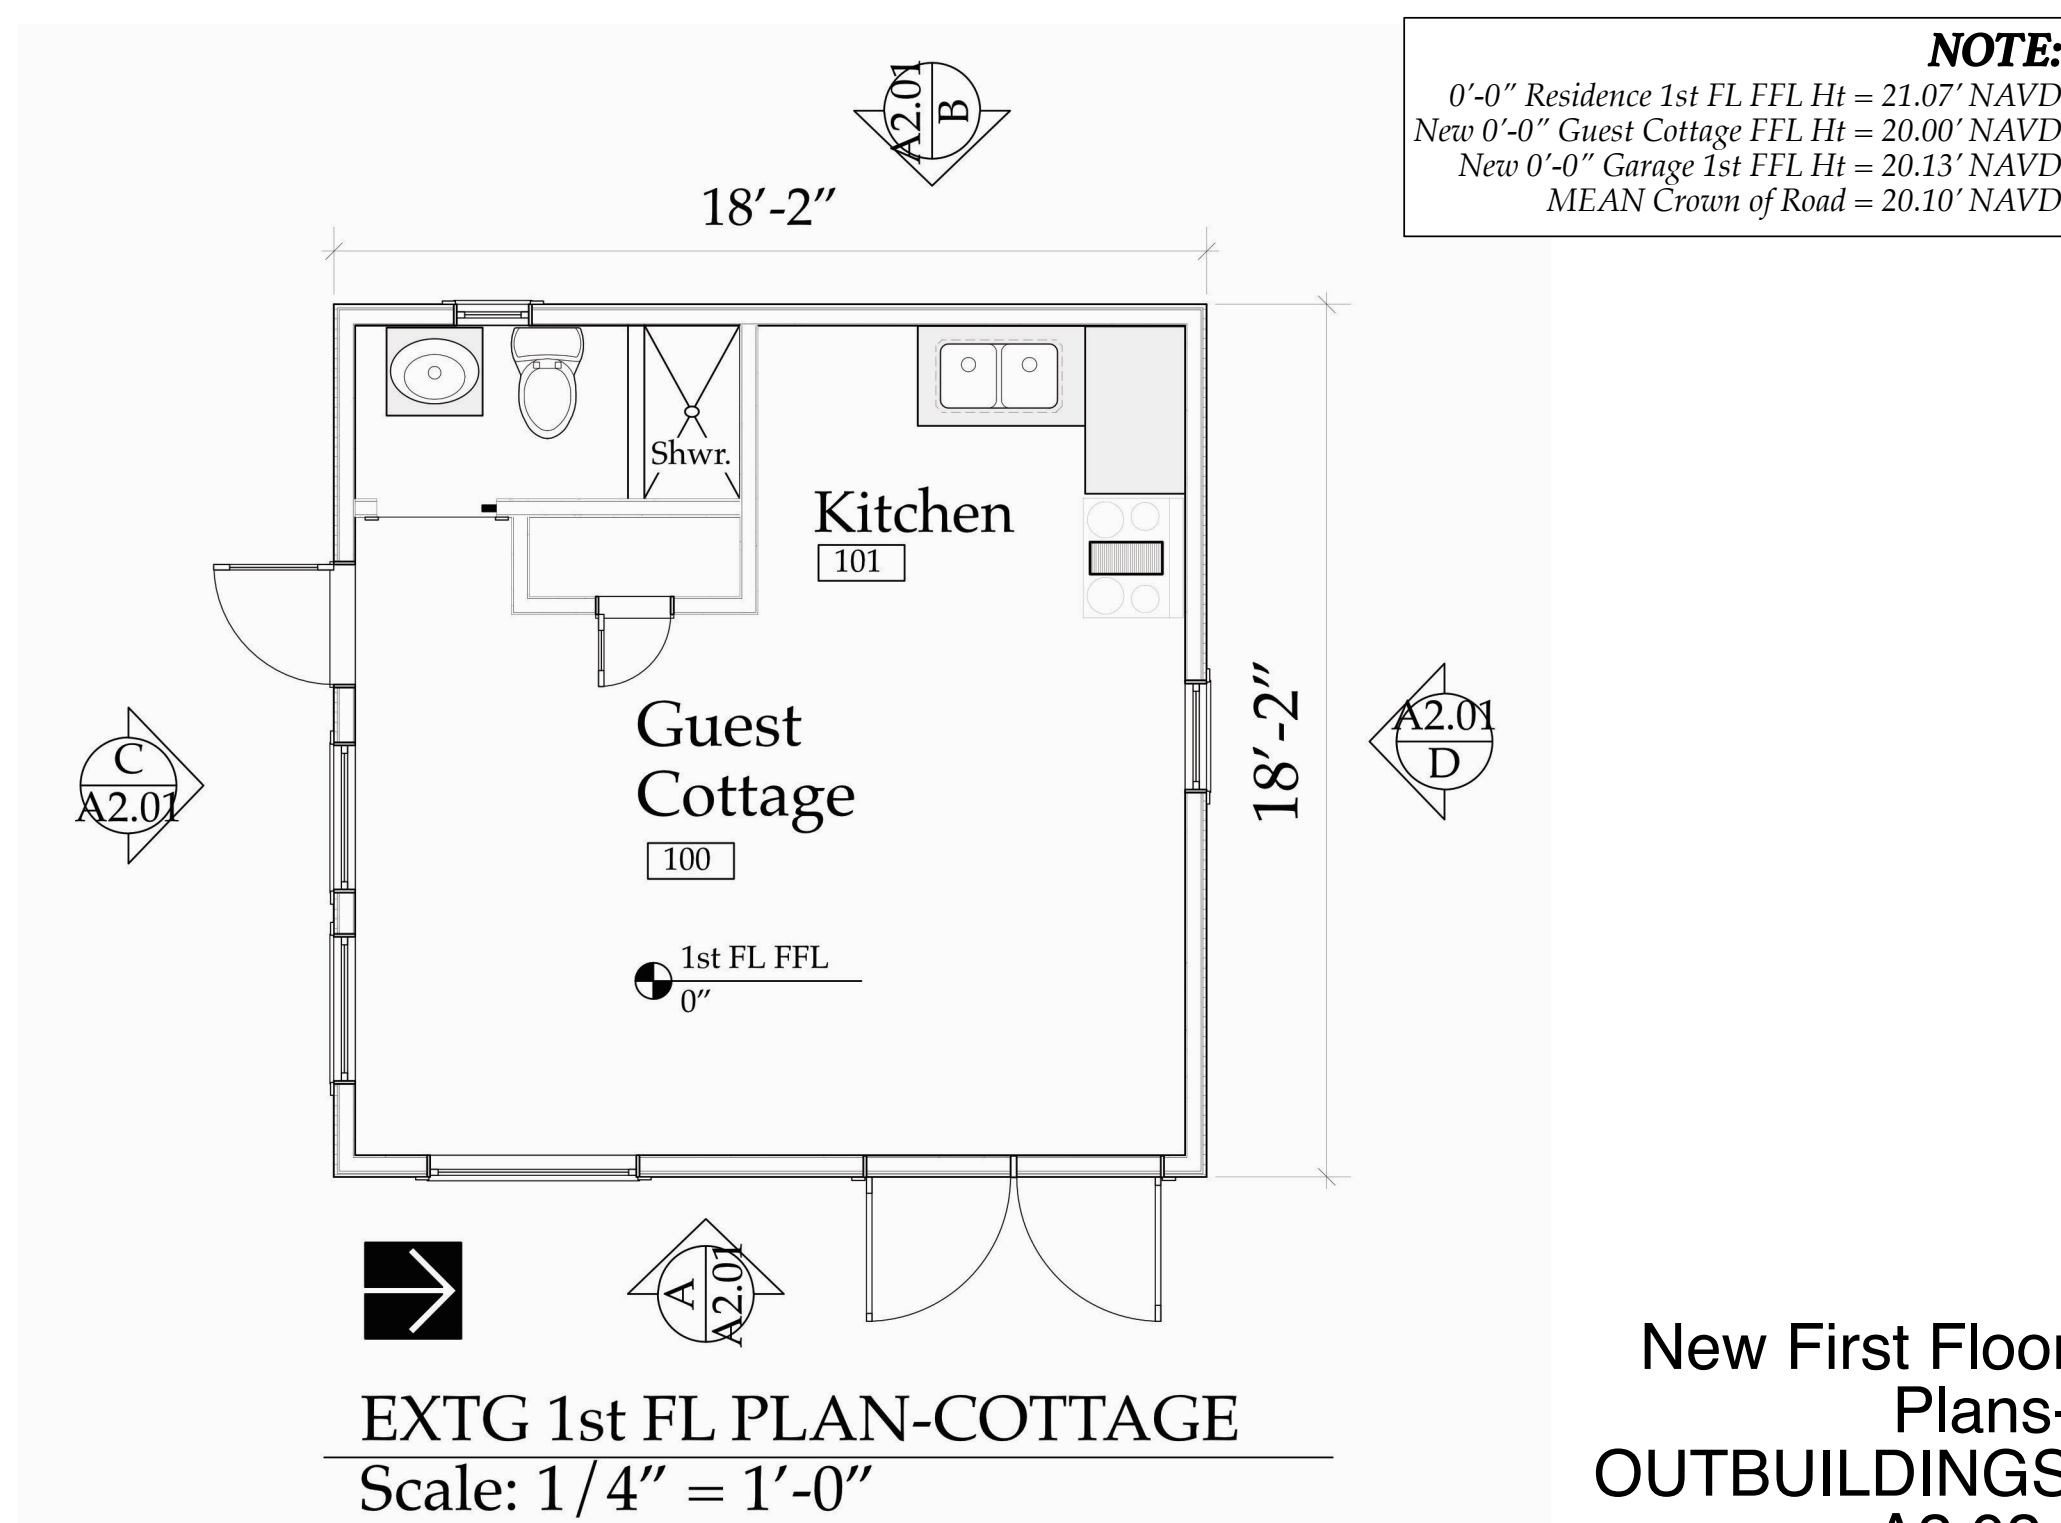 NOTE:
0'-0" Residence 1st FL FFL Ht = 21.07' NAVD
New 0'-0" Guest Cottage FFL Ht = 20.00' NAVD
New 0'-0" Garage 1st FFL Ht = 20.13' NAVD
MEAN Crown of Road = 20.10' NAVD
A2.01
B
18'-2"
Shwr.
Kitchen
101
Guest
Cottage
100
18'-2"
A2.01
D
C
A2.01
1st FL FFL
0"
A
A2.01
EXTG 1st FL PLAN-COTTAGE
Scale: 1/4" = 1'-0"
New First Floor
Plans-
OUTBUILDINGS